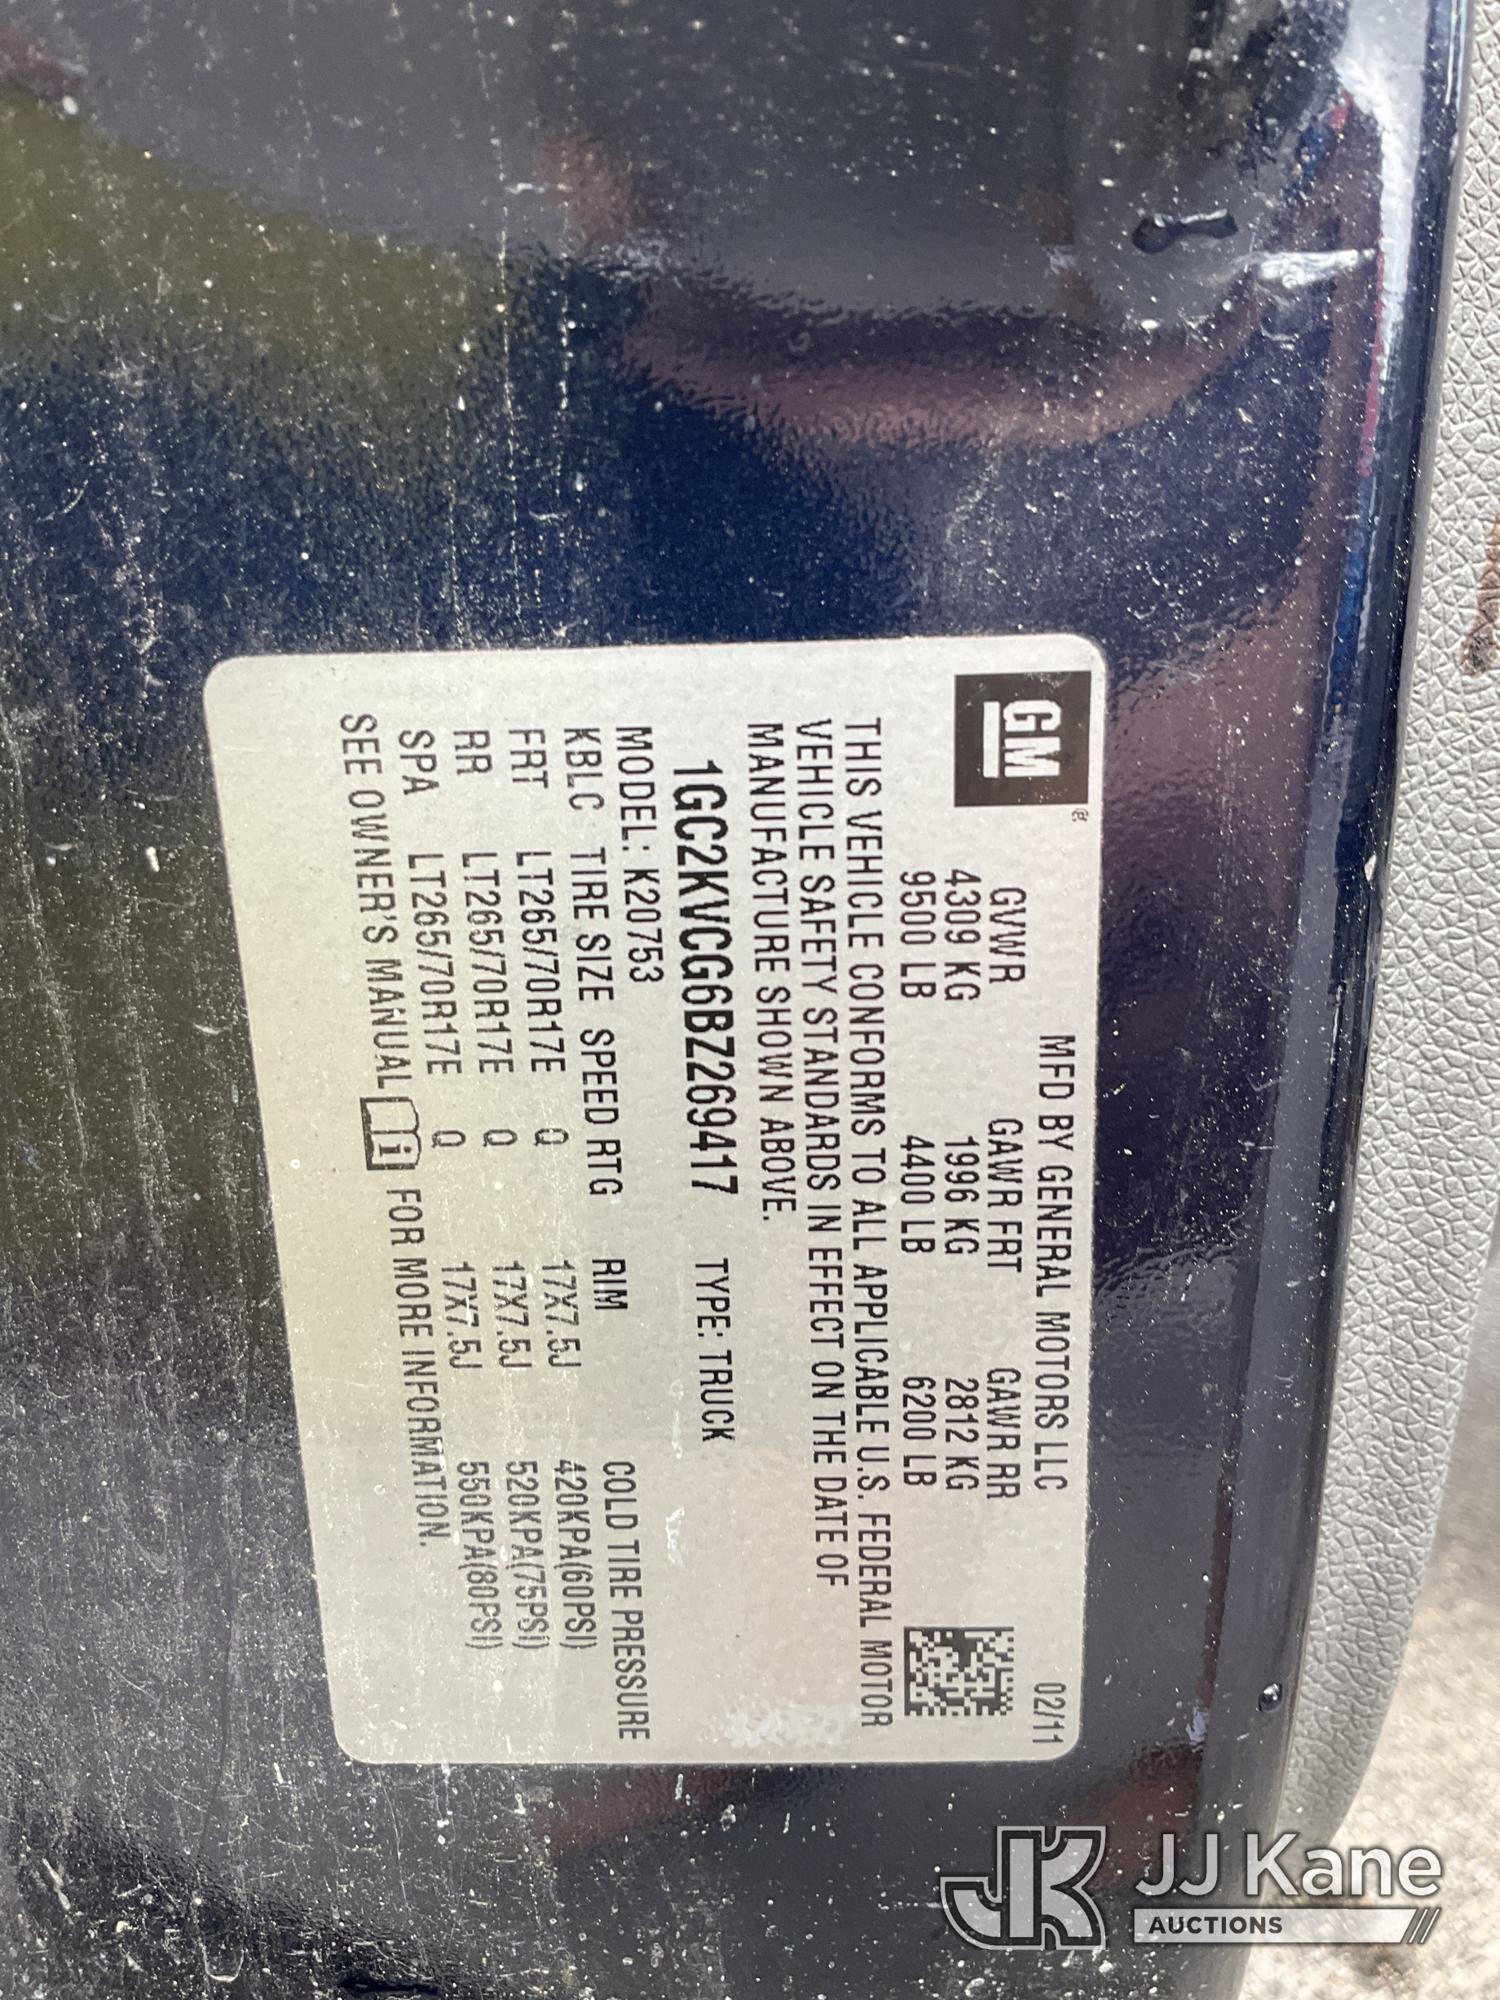 GM ®
MFD BY GENERAL MOTORS LLC 02/11
GVWR GAWR FRT GAWR RR
4309 KG 1996 KG 2812 KG
9500 LB 4400 LB 6200 LB
THIS VEHICLE CONFORMS TO ALL APPLICABLE U.S. FEDERAL MOTOR
VEHICLE SAFETY STANDARDS IN EFFECT ON THE DATE OF
MANUFACTURE SHOWN ABOVE.
1GC2KVCG6BZ269417 TYPE: TRUCK
MODEL: K20753
KBLC TIRE SIZE SPEED RTG RIM COLD TIRE PRESSURE
FRT LT265/70R17E Q 17X7.5J 420KPA(60PSI)
RR LT265/70R17E Q 17X7.5J 520KPA(75PSI)
SPA LT265/70R17E Q 17X7.5J 550KPA(80PSI)
SEE OWNER'S MANUAL i FOR MORE INFORMATION.
JK JJ Kane
AUCTIONS